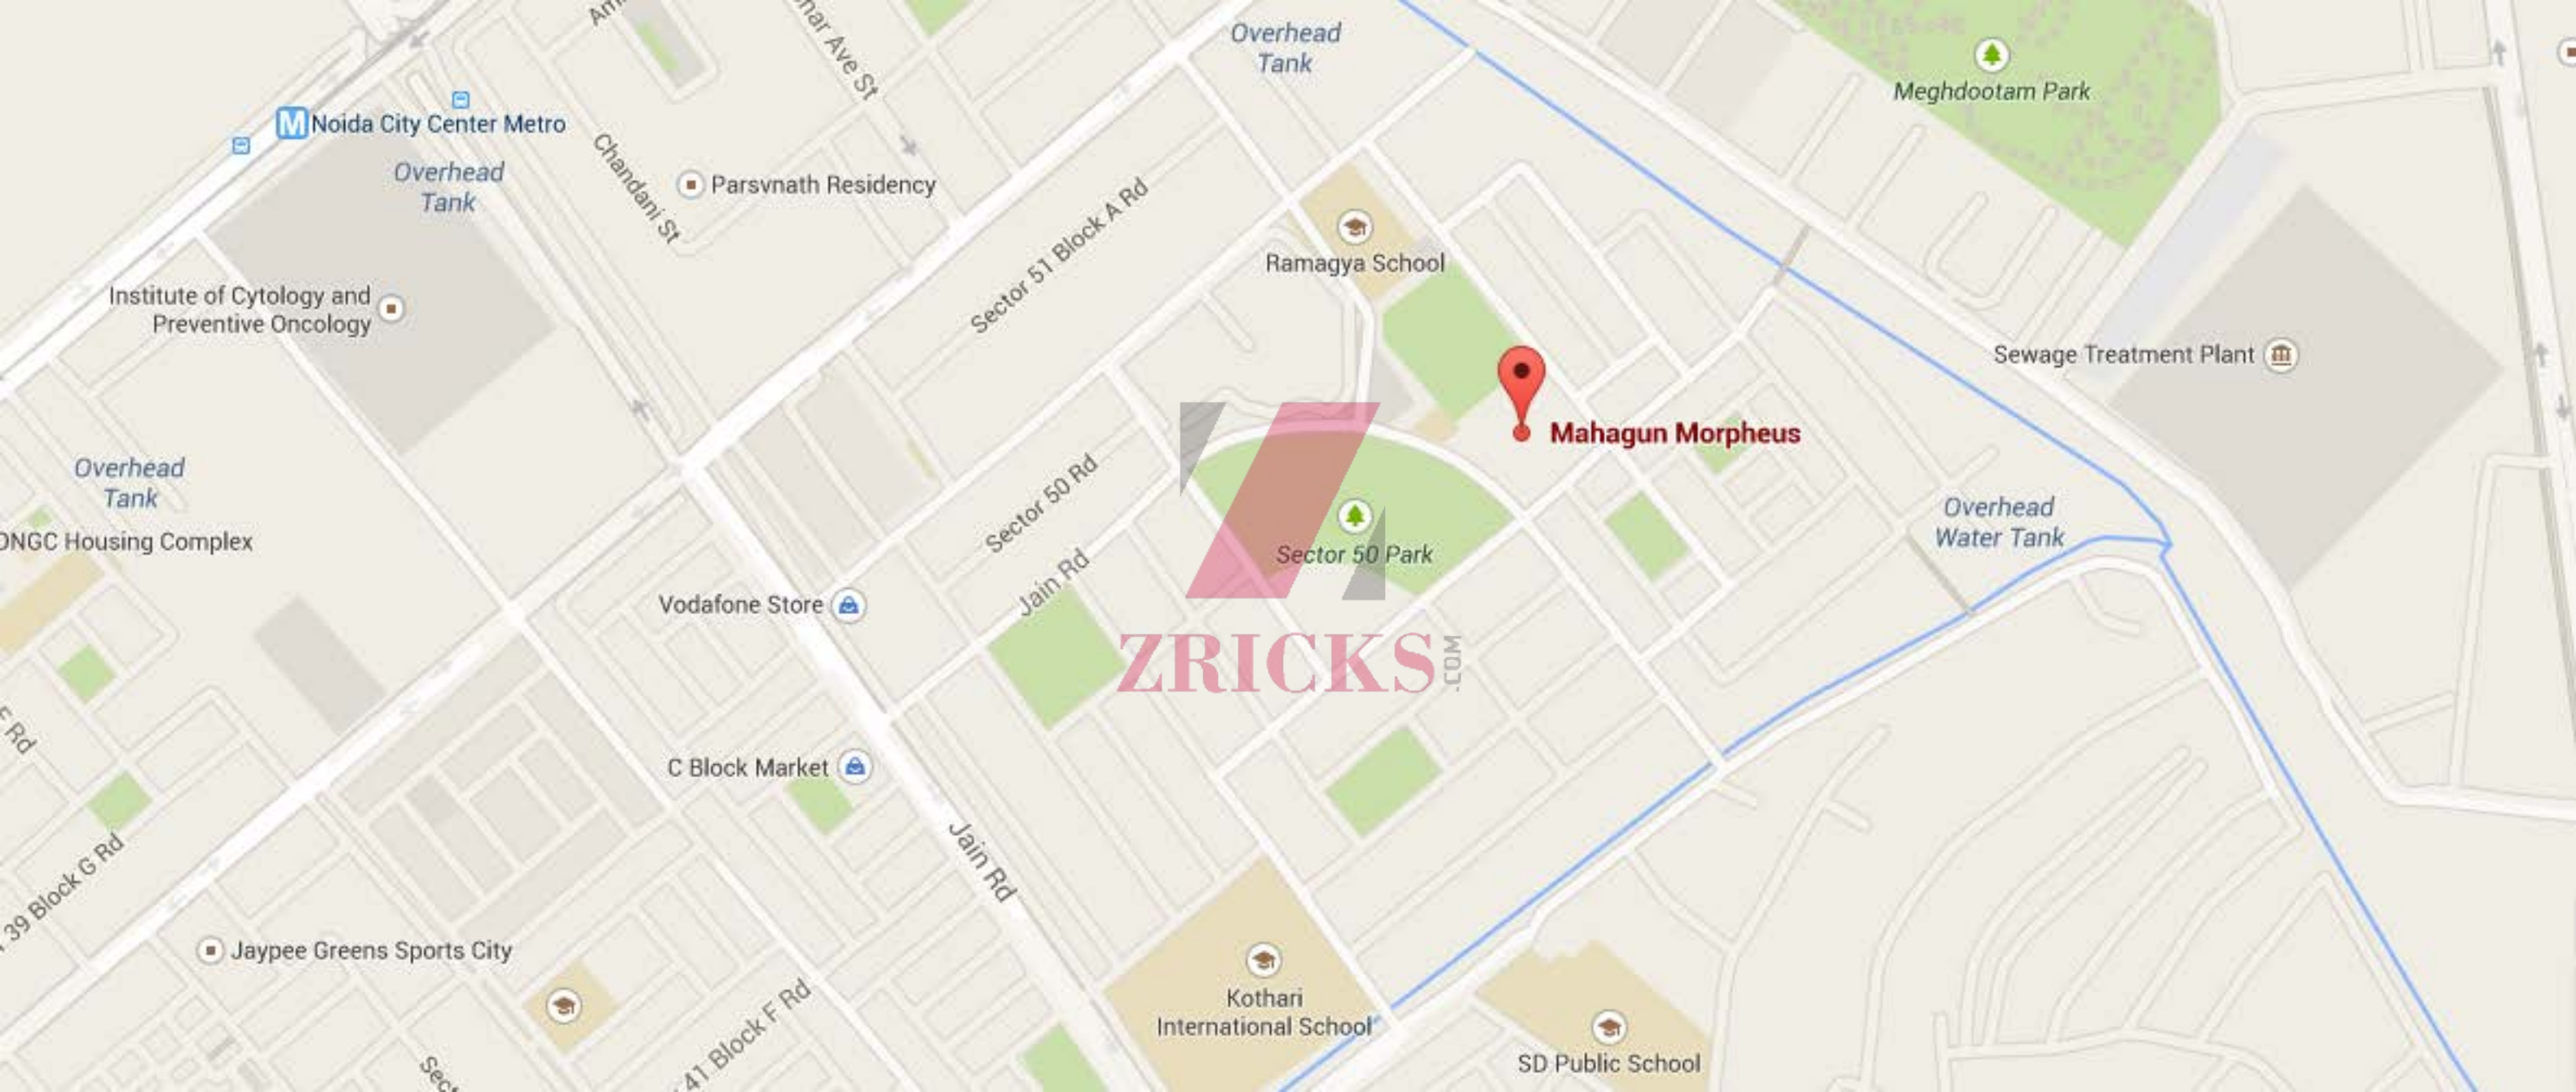 Overhead
Tank
Meghdootam Park
Noida City Center Metro
Overhead
Tank
Chandani St
Parsvnath Residency
Sector 51 Block A Rd
Ramagya School
Institute of Cytology and
Preventive Oncology
Sewage Treatment Plant
Mahagun Morpheus
Overhead
Tank
ONGC Housing Complex
Sector 50 Rd
Jain Rd
Sector 50 Park
Overhead
Water Tank
Vodafone Store
ZRICKS
.COM
C Block Market
Jain Rd
39 Block G Rd
Jaypee Greens Sports City
41 Block F Rd
Kothari
International School
SD Public School